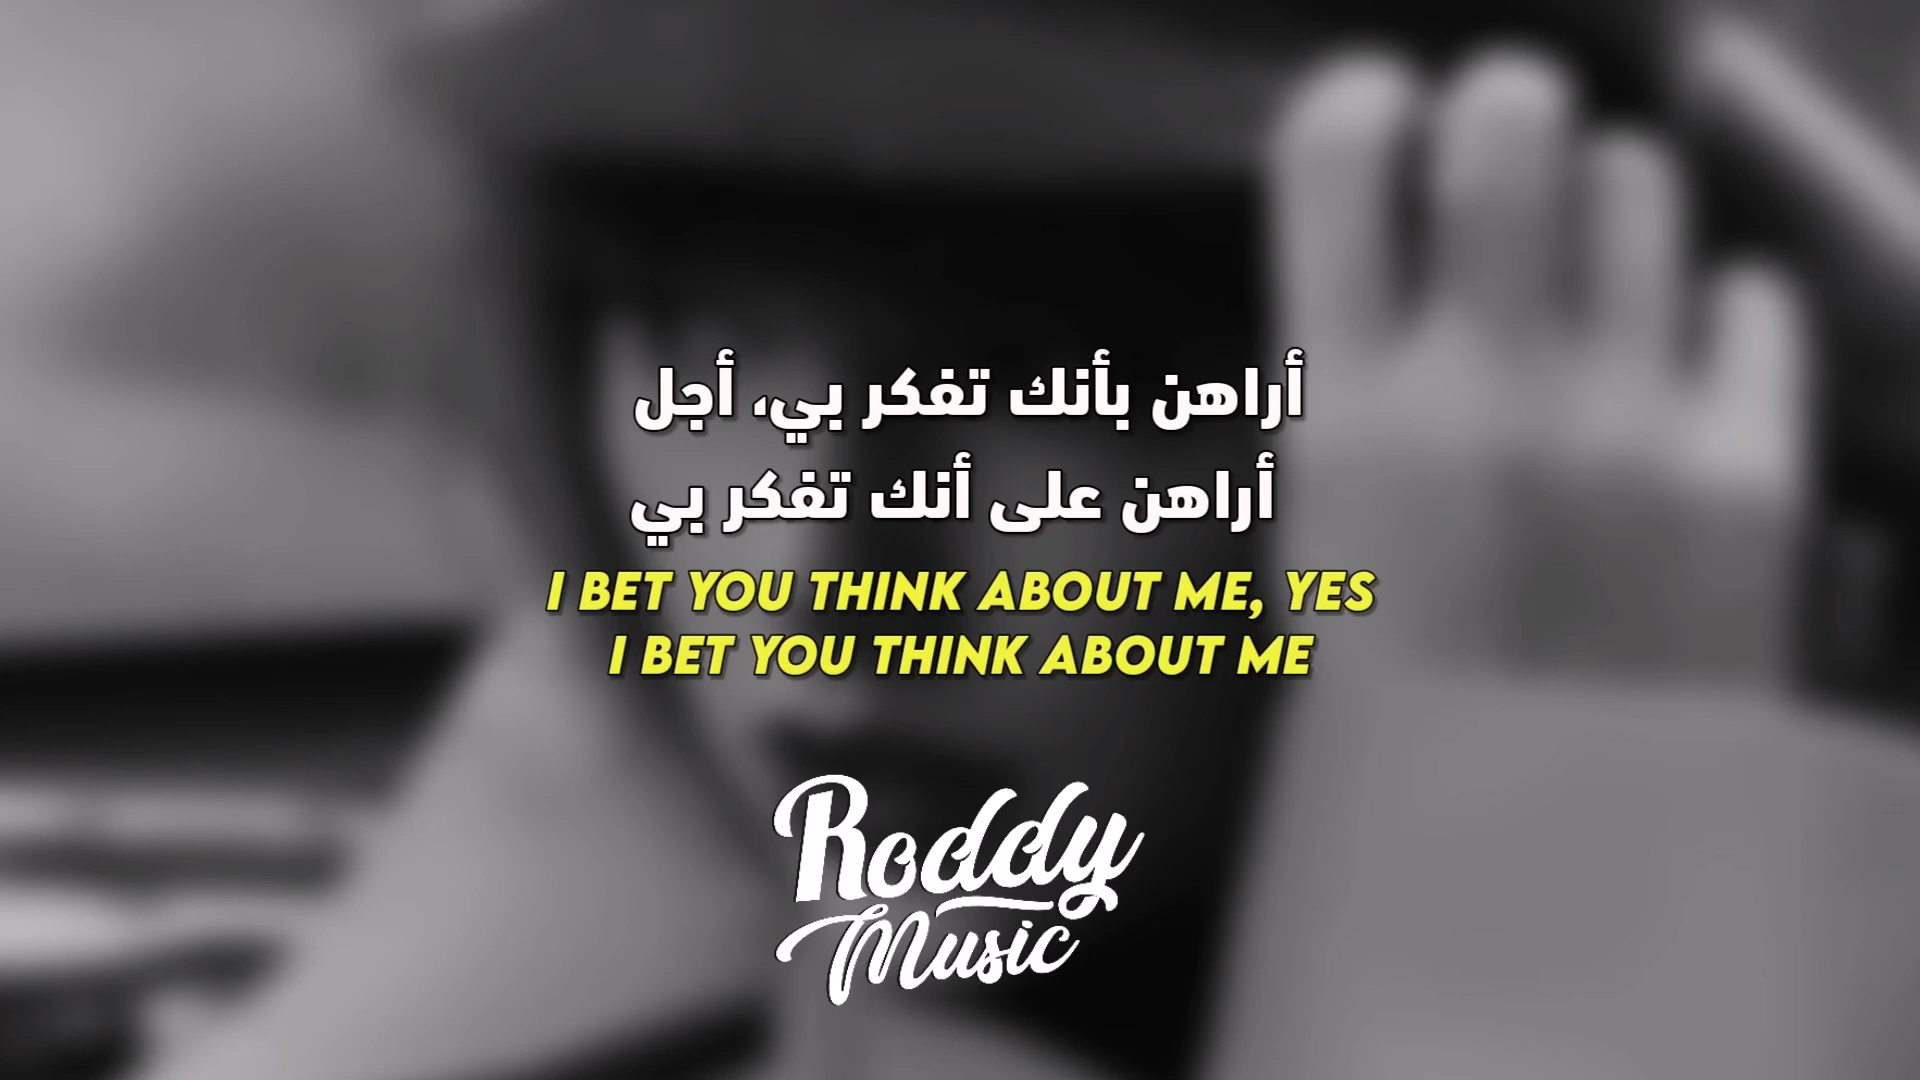 أراهن بأنك تفكر بي، أجل
أراهن على أنك تفكر بي
I BET YOU THINK ABOUT ME, YES
I BET YOU THINK ABOUT ME
Roddy
Music